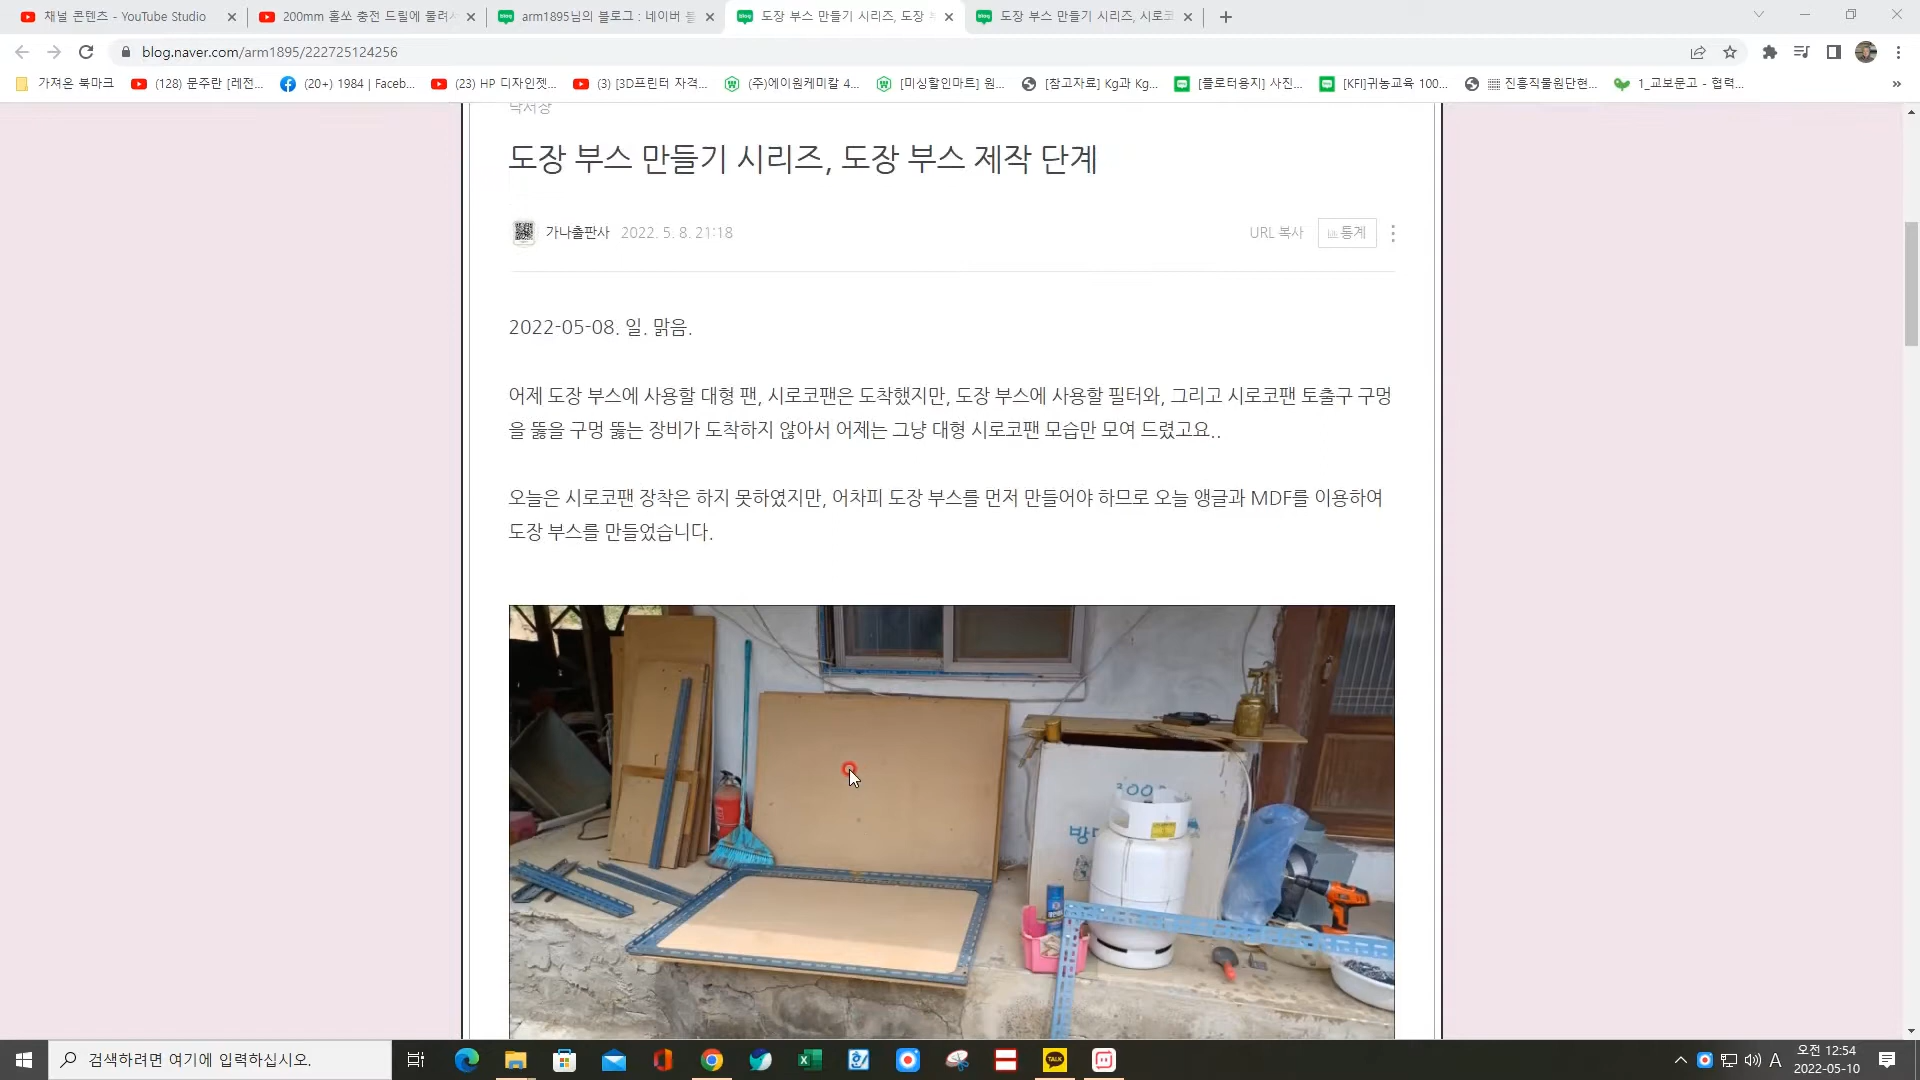 채널 콘텐츠 - YouTube Studio
200mm 홀쏘 충전 드릴에 물려서
arm1895님의 블로그 : 네이버 블
도장 부스 만들기 시리즈, 도장 부
도장 부스 만들기 시리즈, 시로코
blog.naver.com/arm1895/222725124256
가져온 북마크
(128) 문주란 [레전...
(20+) 1984 | Faceb...
(23) HP 디자인젯...
(3) [3D프린터 자격...
(주)에이원케미칼 4...
[미싱할인마트] 원...
[참고자료] Kg과 Kg...
[플로터용지] 사진...
[KFI]귀농교육 100...
진흥직물원단현...
1_교보문고 - 협력...
낙서장
도장 부스 만들기 시리즈, 도장 부스 제작 단계
가나출판사 2022. 5. 8. 21:18
URL 복사 통계
2022-05-08. 일. 맑음.
어제 도장 부스에 사용할 대형 팬, 시로코팬은 도착했지만, 도장 부스에 사용할 필터와, 그리고 시로코팬 토출구 구멍
을 뚫을 구멍 뚫는 장비가 도착하지 않아서 어제는 그냥 대형 시로코팬 모습만 모여 드렸고요..
오늘은 시로코팬 장착은 하지 못하였지만, 어차피 도장 부스를 먼저 만들어야 하므로 오늘 앵글과 MDF를 이용하여
도장 부스를 만들었습니다.
검색하려면 여기에 입력하십시오.
TALK
A
오전 12:54
2022-05-10